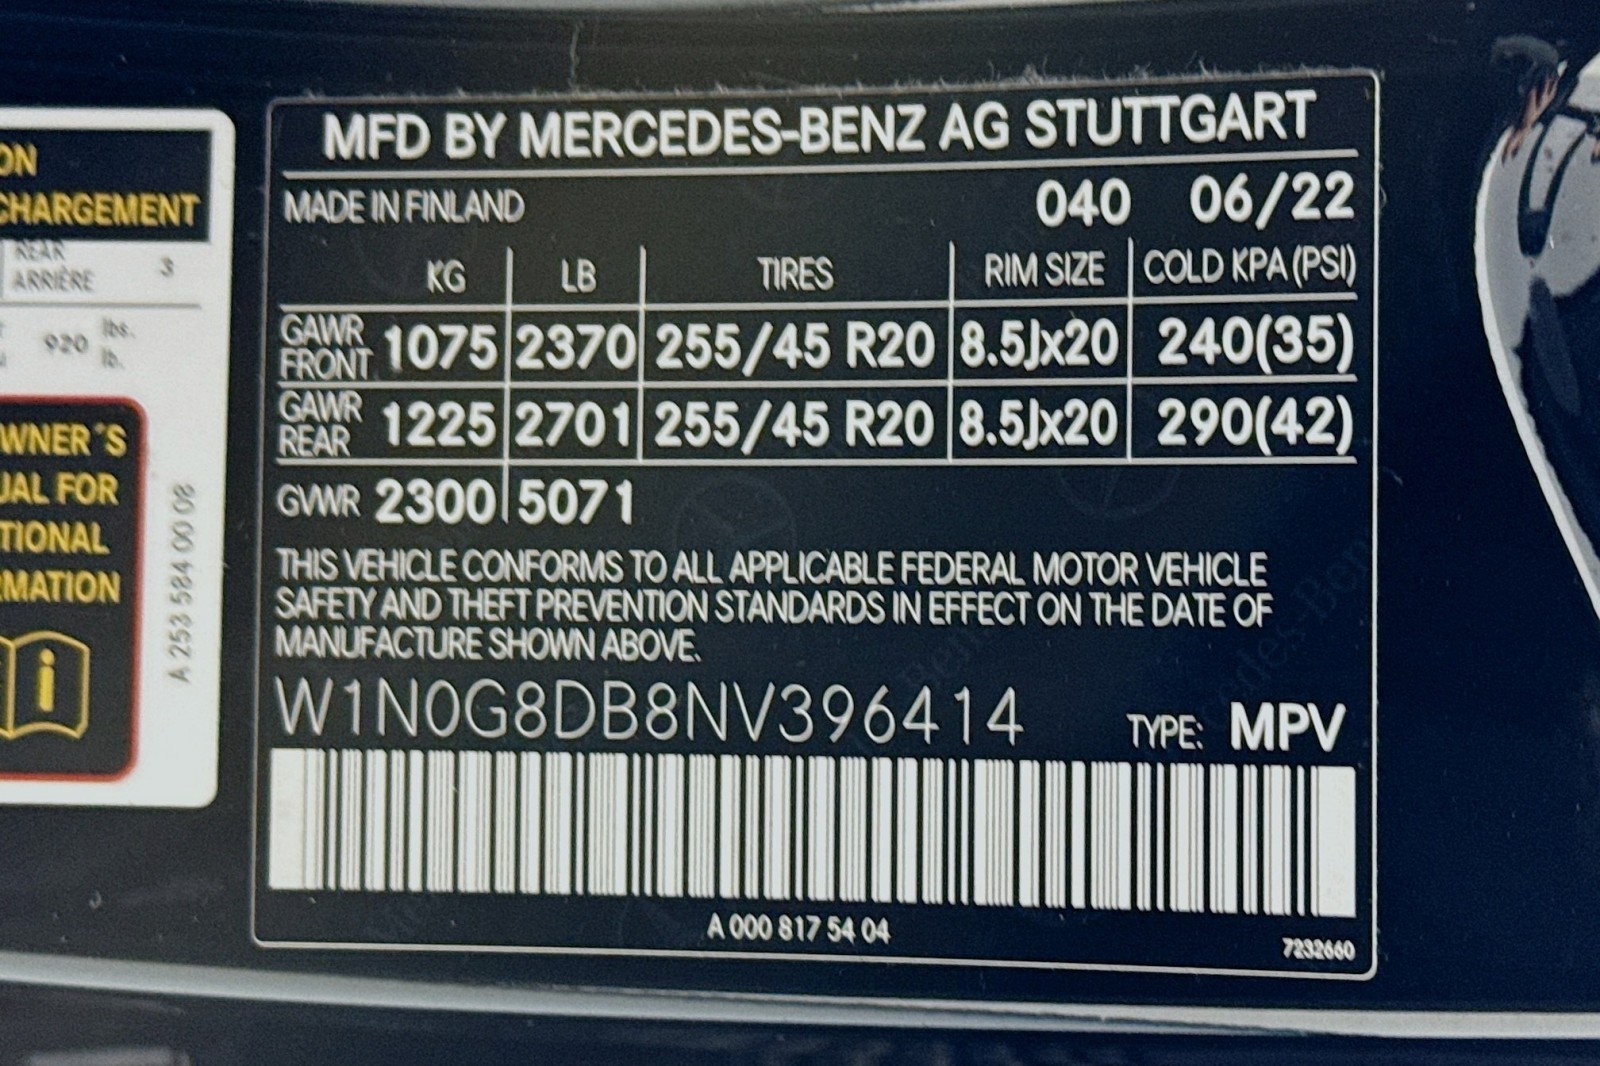 ON
CHARGEMENT
REAR
ARRIÈRE 3
920 lbs.
lb.
OWNER´S
UAL FOR
TIONAL
RMATION
A 253 584 00 08
MFD BY MERCEDES-BENZ AG STUTTGART
MADE IN FINLAND 040 06/22
KG LB TIRES RIM SIZE COLD KPA (PSI)
GAWR FRONT 1075 2370 255/45 R20 8.5Jx20 240(35)
GAWR REAR 1225 2701 255/45 R20 8.5Jx20 290(42)
GVWR 2300 5071
THIS VEHICLE CONFORMS TO ALL APPLICABLE FEDERAL MOTOR VEHICLE
SAFETY AND THEFT PREVENTION STANDARDS IN EFFECT ON THE DATE OF
MANUFACTURE SHOWN ABOVE.
W1N0G8DB8NV396414 TYPE: MPV
A 000 817 54 04
7232660